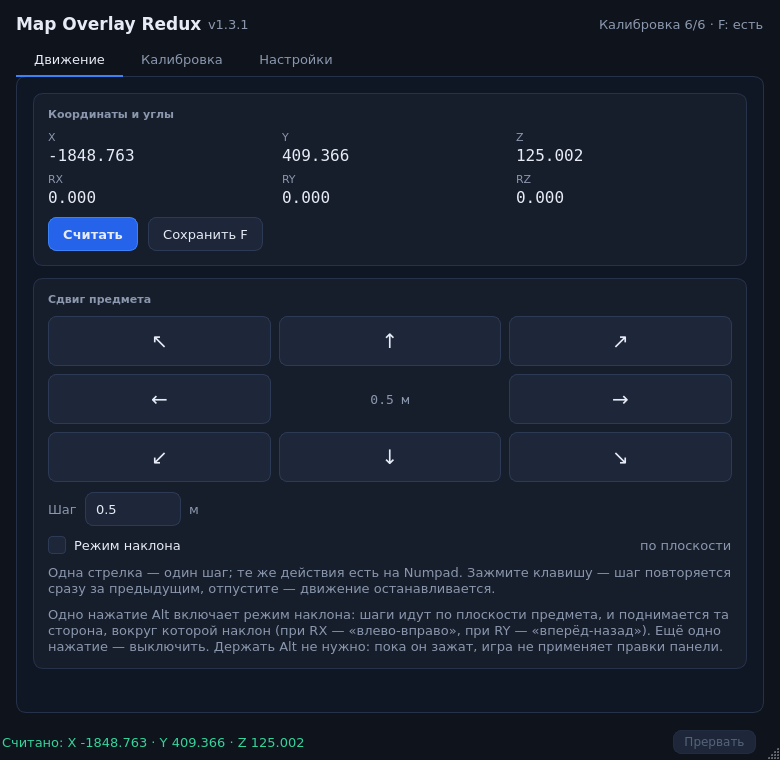 Map Overlay Redux v1.3.1
Калибровка 6/6 · F: есть
Движение Калибровка Настройки
Координаты и углы
X Y Z
-1848.763 409.366 125.002
RX RY RZ
0.000 0.000 0.000
Считать Сохранить F
Сдвиг предмета
↖ ↑ ↗
← 0.5 м →
↙ ↓ ↘
Шаг 0.5 м
Режим наклона по плоскости
Одна стрелка — один шаг; те же действия есть на Numpad. Зажмите клавишу — шаг повторяется
сразу за предыдущим, отпустите — движение останавливается.
Одно нажатие Alt включает режим наклона: шаги идут по плоскости предмета, и поднимается та
сторона, вокруг которой наклон (при RX — «влево-вправо», при RY — «вперёд-назад»). Ещё одно
нажатие — выключить. Держать Alt не нужно: пока он зажат, игра не применяет правки панели.
Считано: X -1848.763 · Y 409.366 · Z 125.002
Прервать